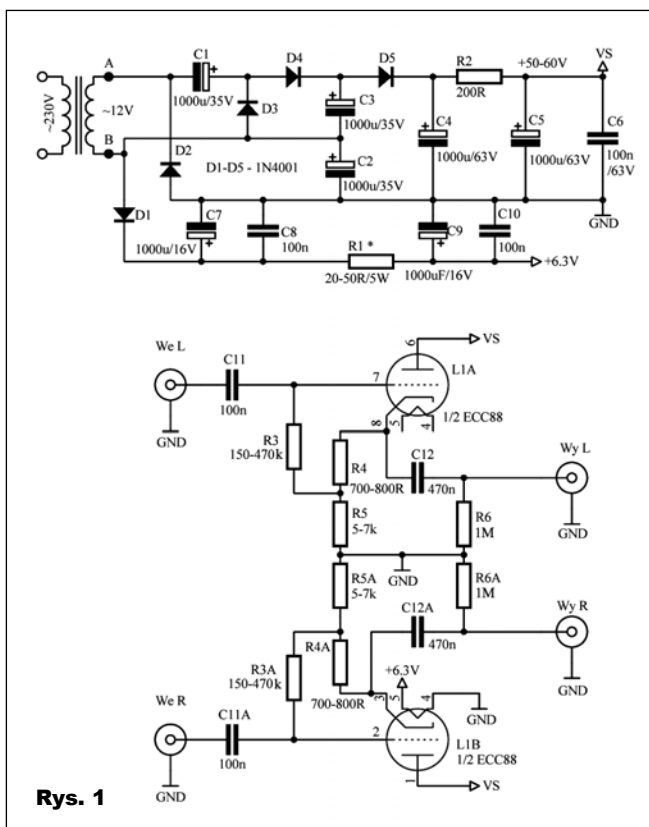 A
C1
D4
D5
R2
+50-60V
VS
1000u/35V
200R
~230V
~12V
D3
C3
1000u/35V
C4
C5
C6
100n
/63V
B
D2
D1-D5 - 1N4001
C2
1000u/35V
1000u/63V
1000u/63V
D1
C7
C8
C9
C10
GND
1000u/16V
100n
R1 *
100n
20-50R/5W
1000uF/16V
+6.3V
6
VS
We L
C11
L1A
7
100n
GND
8
5
4
1/2 ECC88
R3
150-470k
R4
700-800R
C12
470n
Wy L
R5
5-7k
R6
1M
GND
GND
R5A
5-7k
R6A
1M
C12A
470n
Wy R
R3A
150-470k
R4A
700-800R
+6.3V
3
5
4
GND
GND
We R
C11A
2
L1B
1/2 ECC88
100n
1
VS
GND
Rys. 1